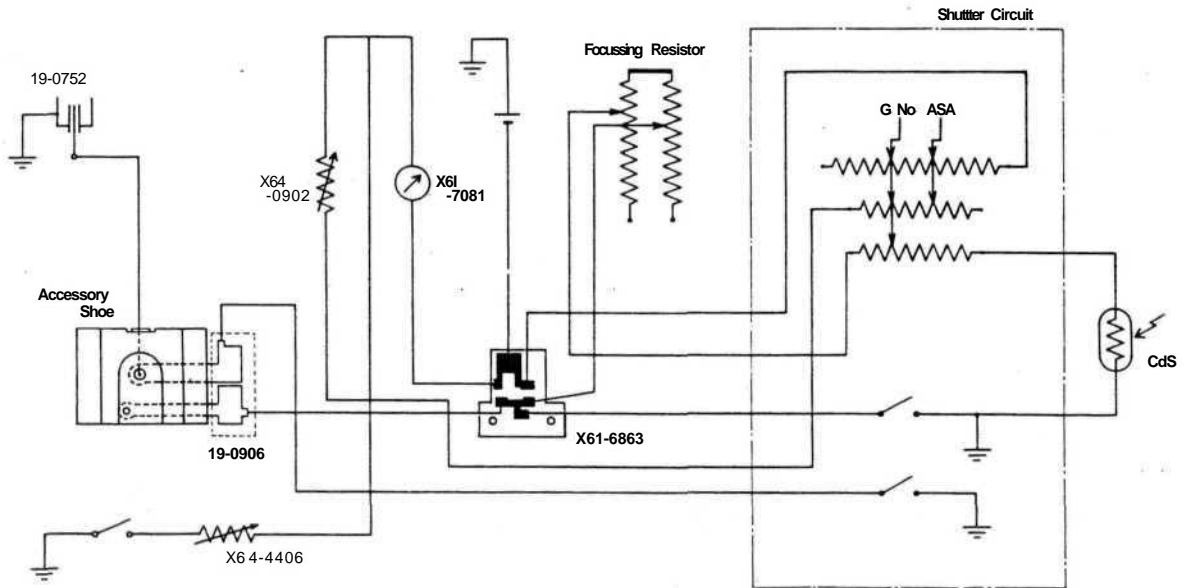 Shuttter Circuit
Focussing Resistor
19-0752
G No ASA
X64
-0902
X6I
-7081
Accessory
Shoe
CdS
X61-6863
19-0906
X6 4-4406